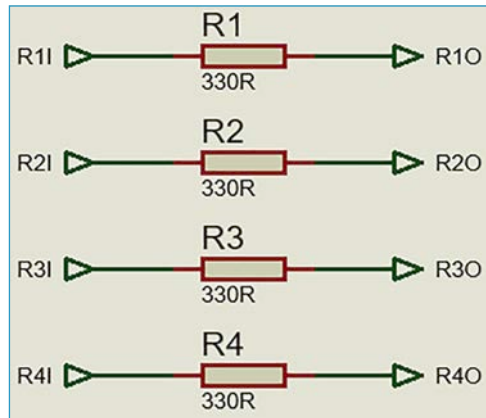 R1
R1I R1O
330R
R2
R2I R2O
330R
R3
R3I R3O
330R
R4
R4I R4O
330R